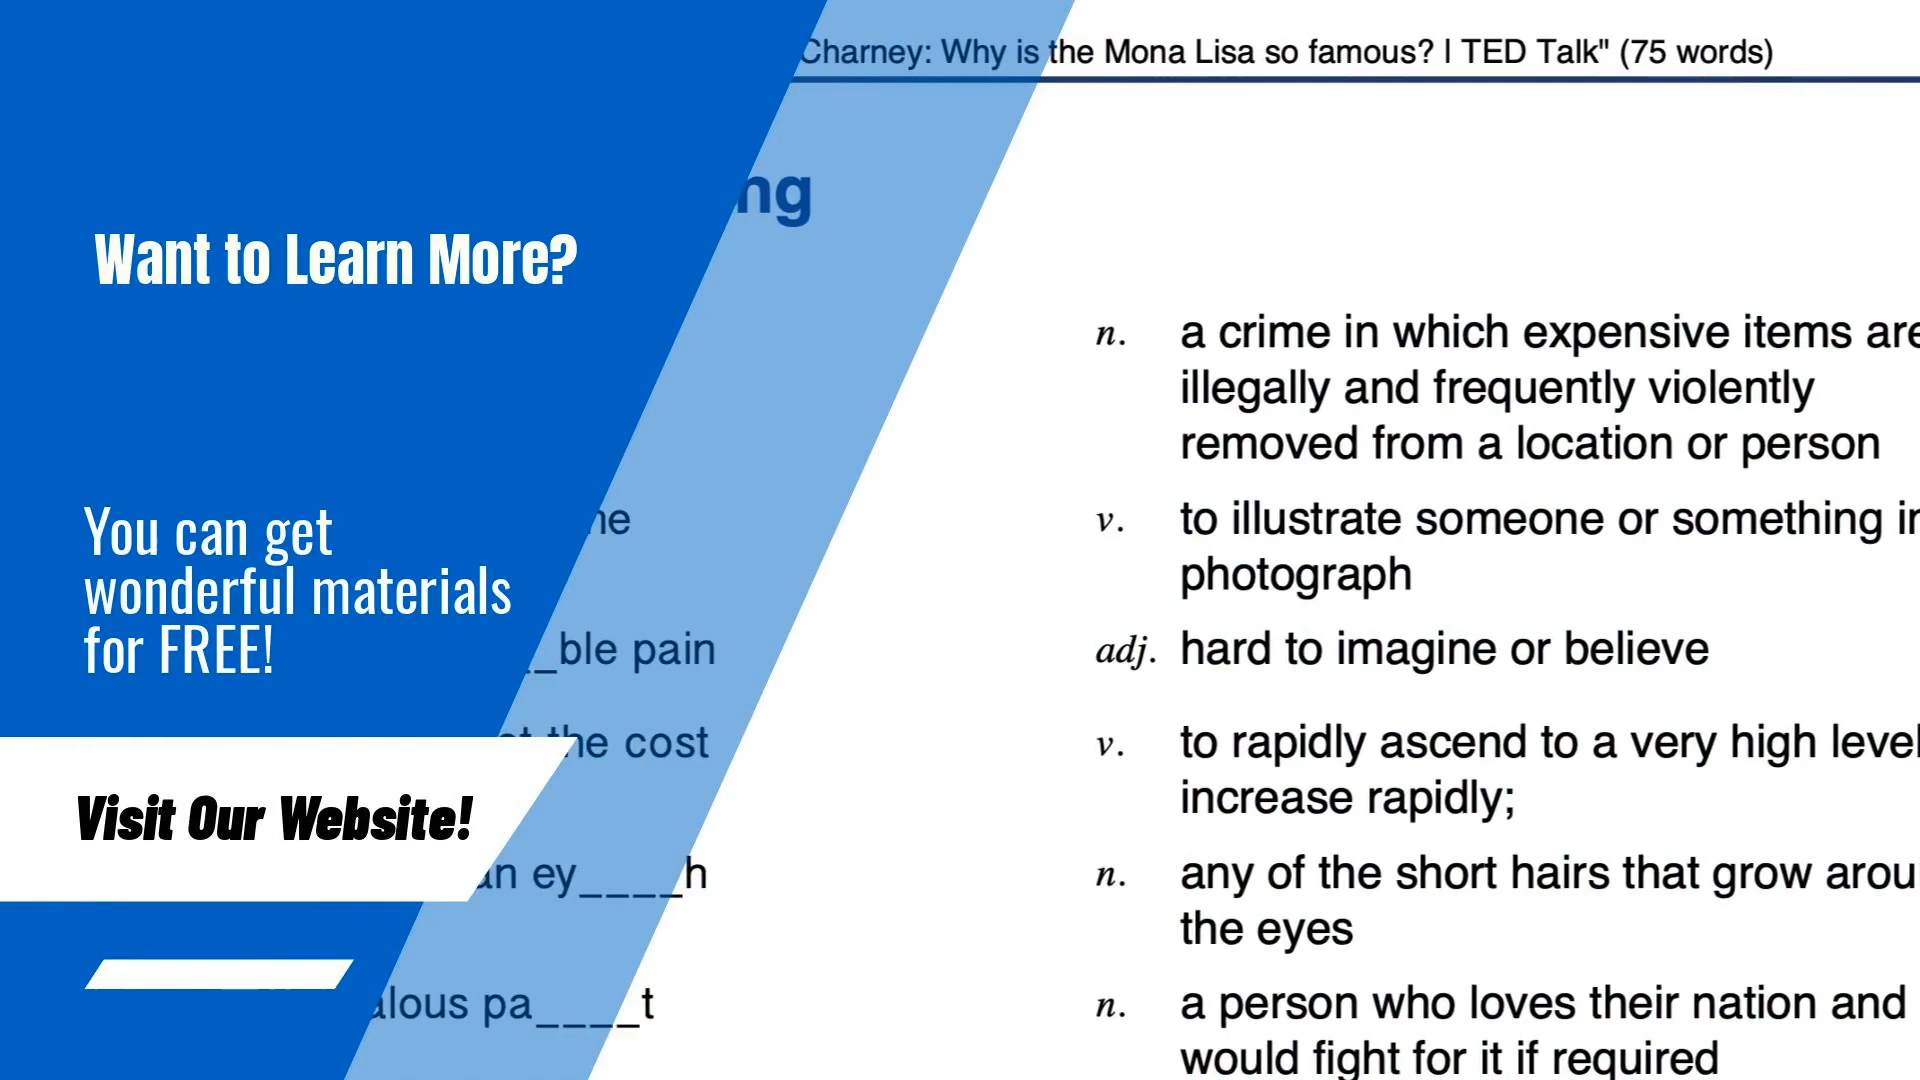 Charney: Why is the Mona Lisa so famous? | TED Talk" (75 words)
ng
Want to Learn More?
You can get
wonderful materials
for FREE!
Visit Our Website!
n. a crime in which expensive items are
illegally and frequently violently
removed from a location or person
v. to illustrate someone or something in
photograph
_ble pain adj. hard to imagine or believe
the cost v. to rapidly ascend to a very high level
increase rapidly;
an ey____h n. any of the short hairs that grow arou
the eyes
alous pa____t n. a person who loves their nation and
would fight for it if required